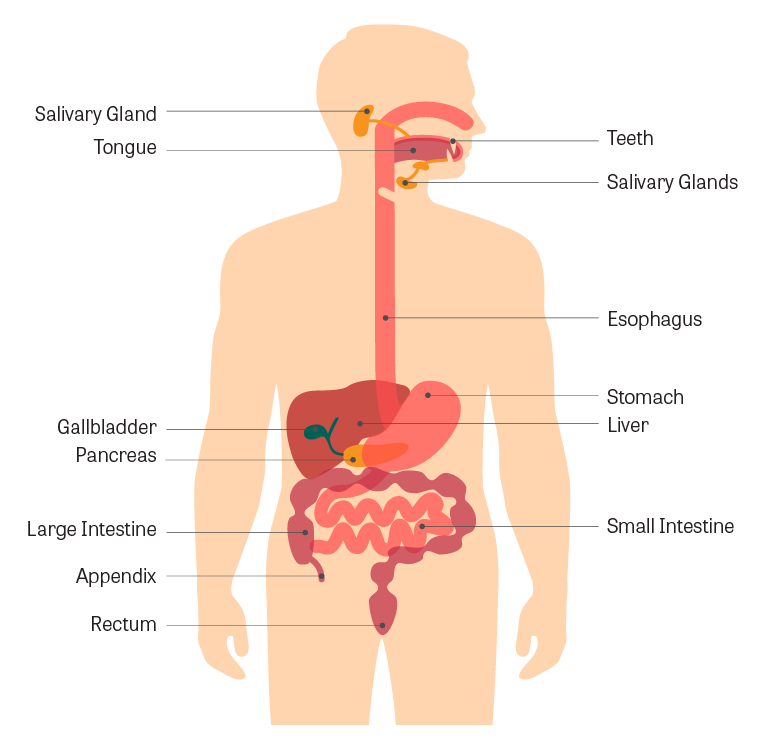 Salivary Gland
Tongue
Teeth
Salivary Glands
Esophagus
Stomach
Liver
Gallbladder
Pancreas
Large Intestine
Small Intestine
Appendix
Rectum